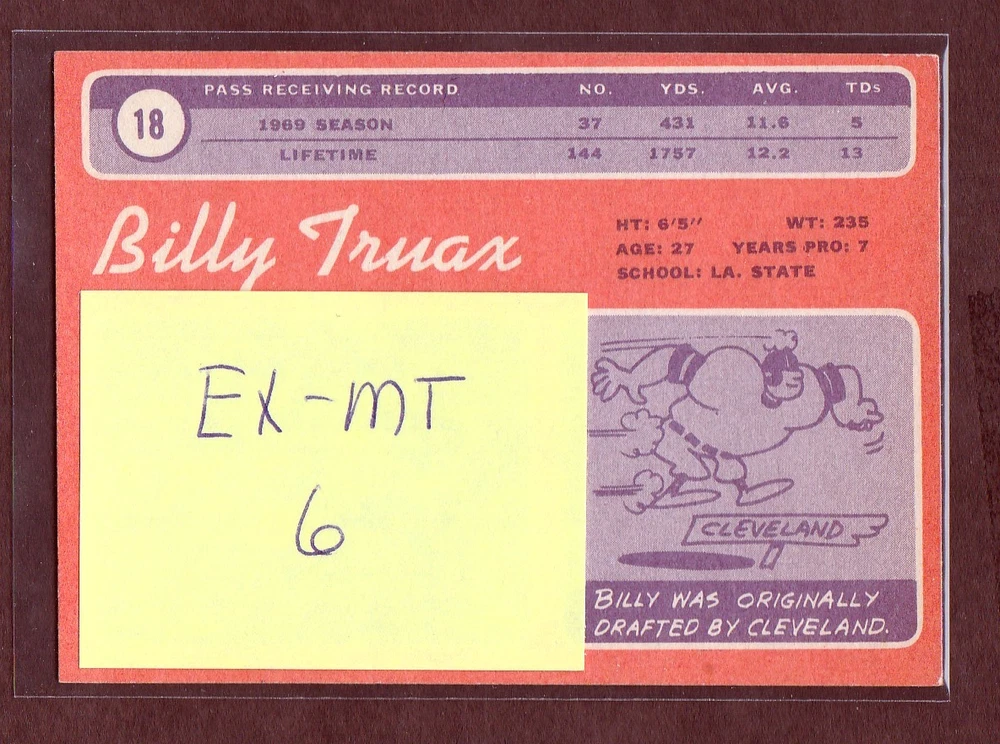 18
PASS RECEIVING RECORD NO. YDS. AVG. TDs
1969 SEASON 37 431 11.6 5
LIFETIME 144 1757 12.2 13
Billy Truax
HT: 6'5" WT: 235
AGE: 27 YEARS PRO: 7
SCHOOL: LA. STATE
EX-MT
6
CLEVELAND
BILLY WAS ORIGINALLY
DRAFTED BY CLEVELAND.